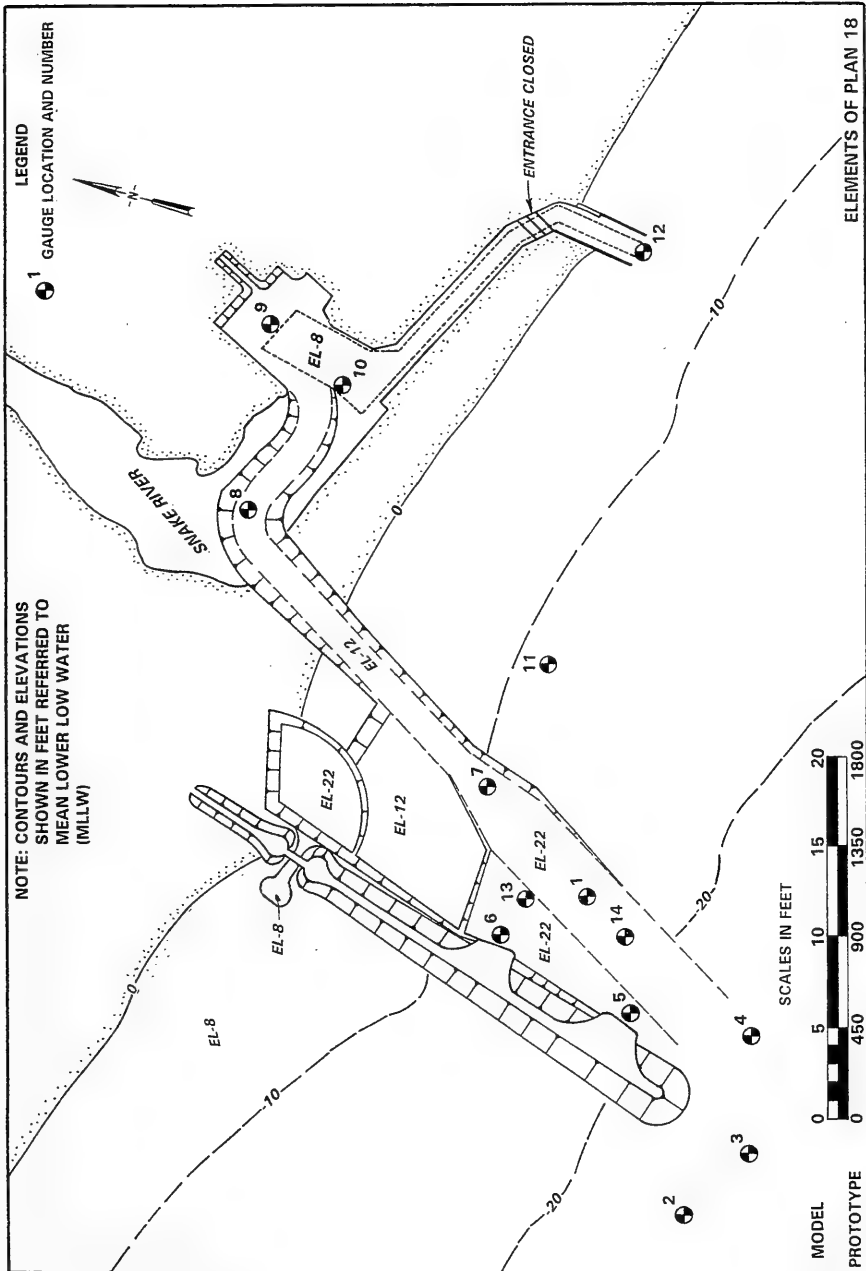 NOTE: CONTOURS AND ELEVATIONS
SHOWN IN FEET REFERRED TO
MEAN LOWER LOW WATER
(MLLW)
LEGEND
1
GAUGE LOCATION AND NUMBER
-N-
SNAKE RIVER
9
EL-8
10
8
ENTRANCE CLOSED
12
0
-10
EL-12
11
0
EL-8
EL-8
EL-22
EL-12
7
EL-22
13
6
EL-22
1
14
5
4
-10
-20
-20
3
2
SCALES IN FEET
MODEL
0
5
10
15
20
PROTOTYPE
0
450
900
1350
1800
ELEMENTS OF PLAN 18